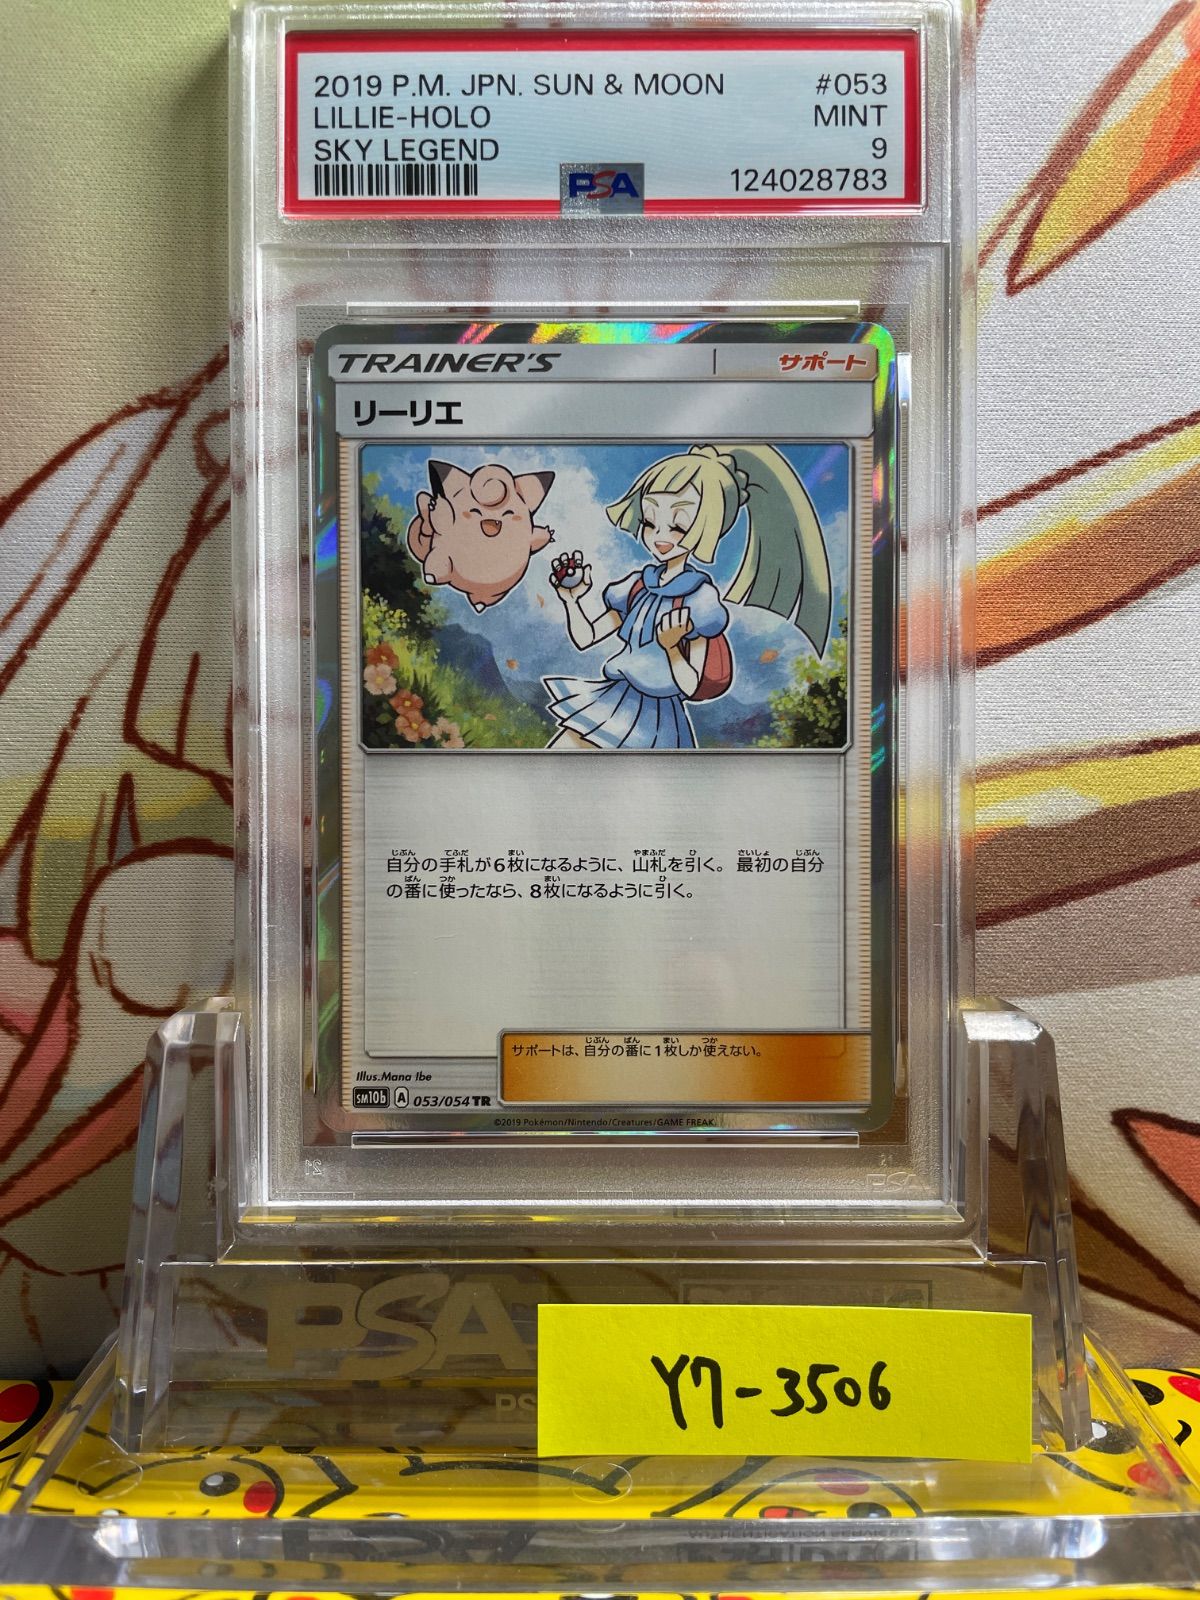 2019 P.M. JPN. SUN & MOON #053
LILLIE-HOLO MINT
SKY LEGEND 9
PSA 124028783
TRAINER'S サポート
リーリエ
自分の手札が6枚になるように、山札を引く。最初の自分
の番に使ったなら、8枚になるように引く。
サポートは、自分の番に1枚しか使えない。
Illus.Mana Ibe
sm10b A 053/054 TR
©2019 Pokémon/Nintendo/Creatures/GAME FREAK.
PSA
Y7-3506
PS